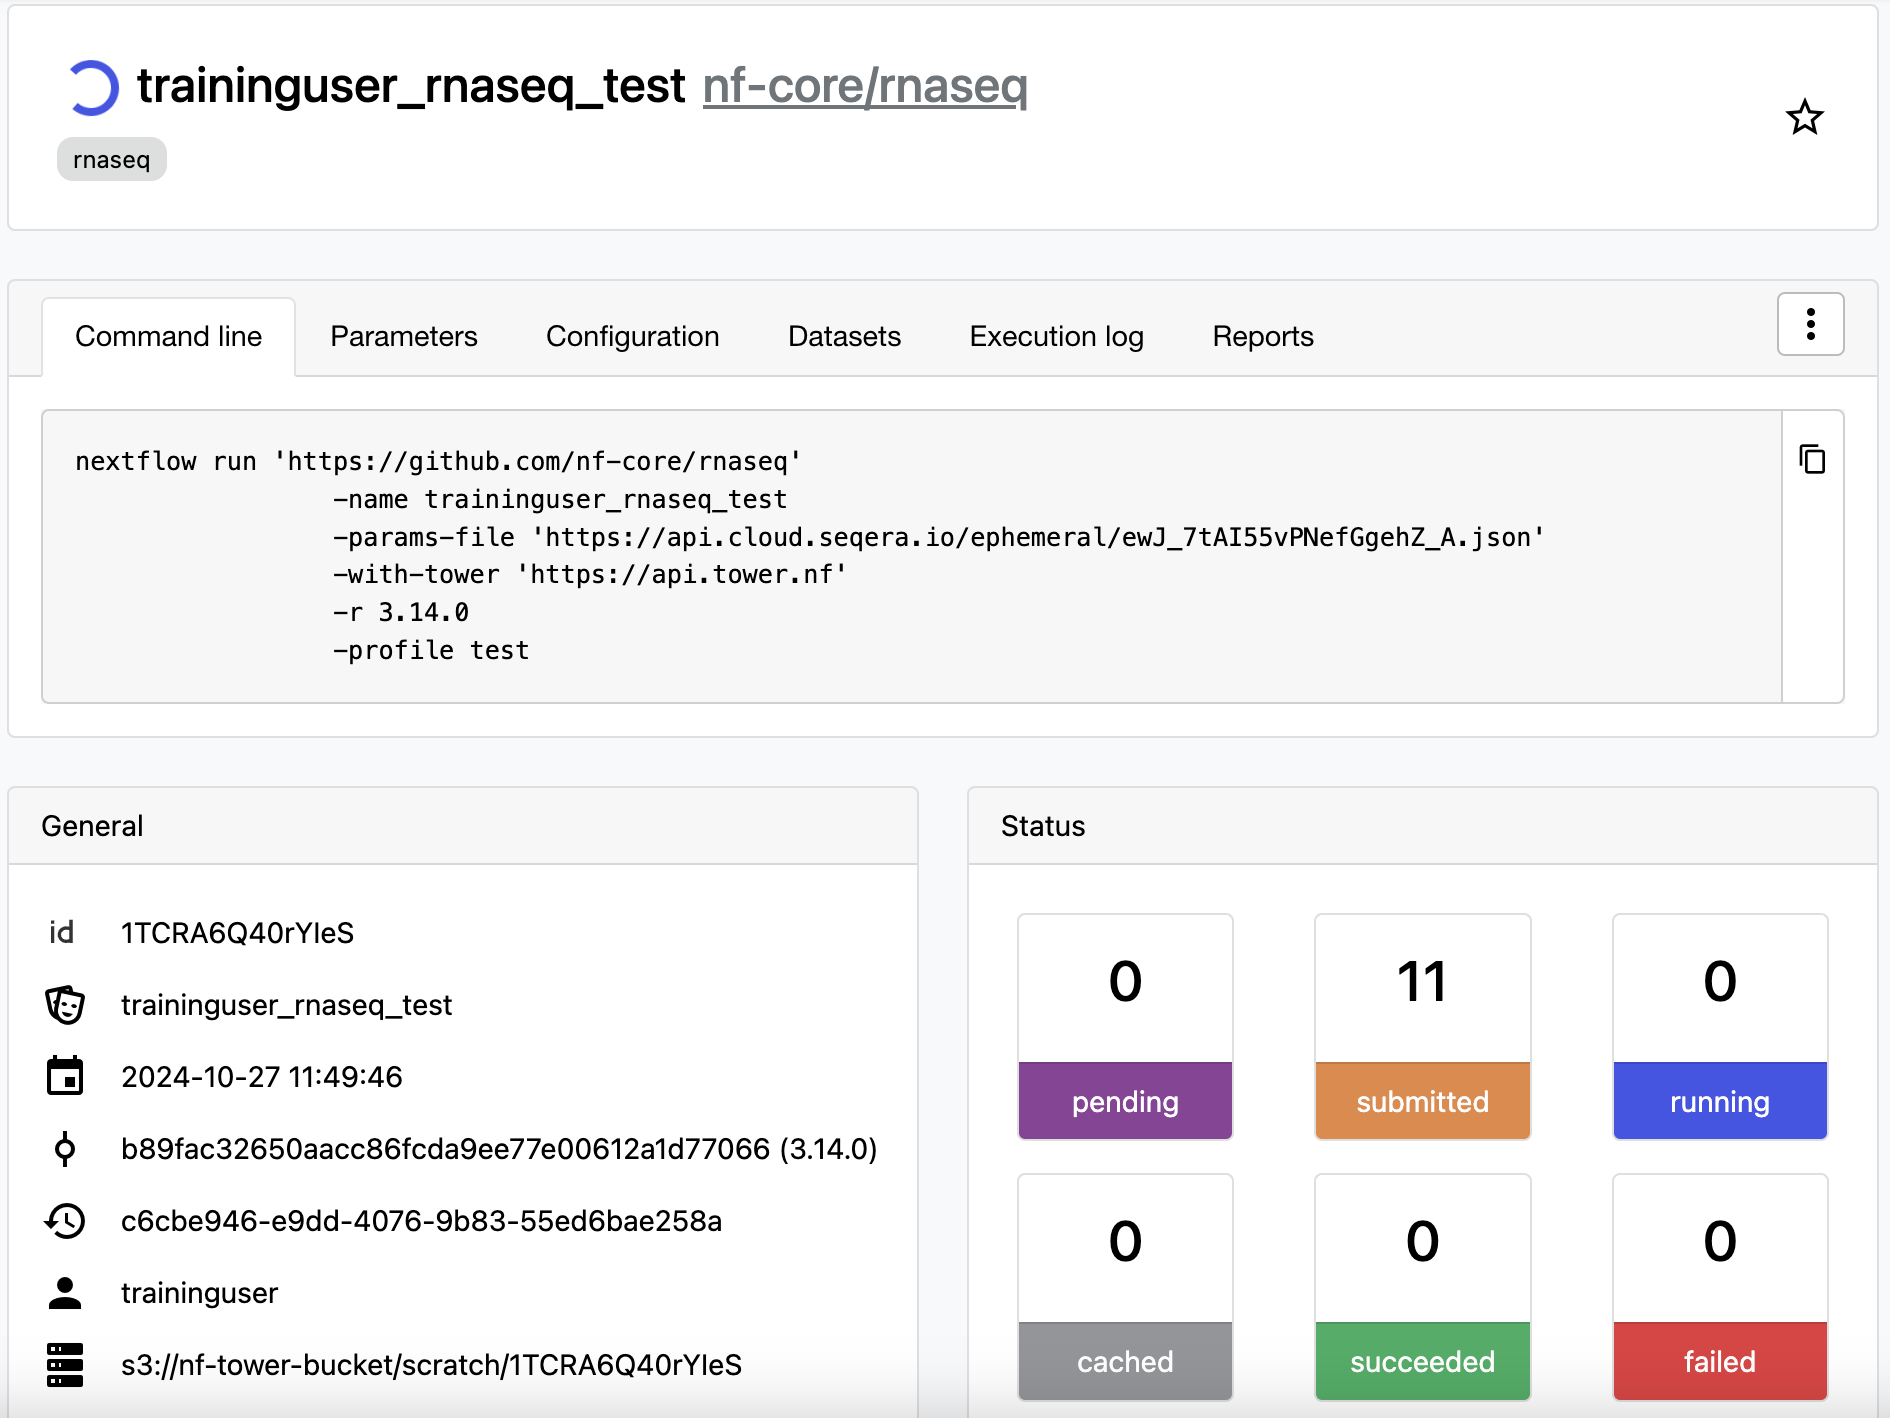 traininguser_rnaseq_test nf-core/rnaseq
rnaseq
Command line Parameters Configuration Datasets Execution log Reports
nextflow run 'https://github.com/nf-core/rnaseq'
-name traininguser_rnaseq_test
-params-file 'https://api.cloud.seqera.io/ephemeral/ewJ_7tAI55vPNefGgehZ_A.json'
-with-tower 'https://api.tower.nf'
-r 3.14.0
-profile test
General
id 1TCRA6Q40rYIeS
traininguser_rnaseq_test
2024-10-27 11:49:46
b89fac32650aacc86fcda9ee77e00612a1d77066 (3.14.0)
c6cbe946-e9dd-4076-9b83-55ed6bae258a
traininguser
s3://nf-tower-bucket/scratch/1TCRA6Q40rYIeS
Status
0 11 0
pending submitted running
0 0 0
cached succeeded failed